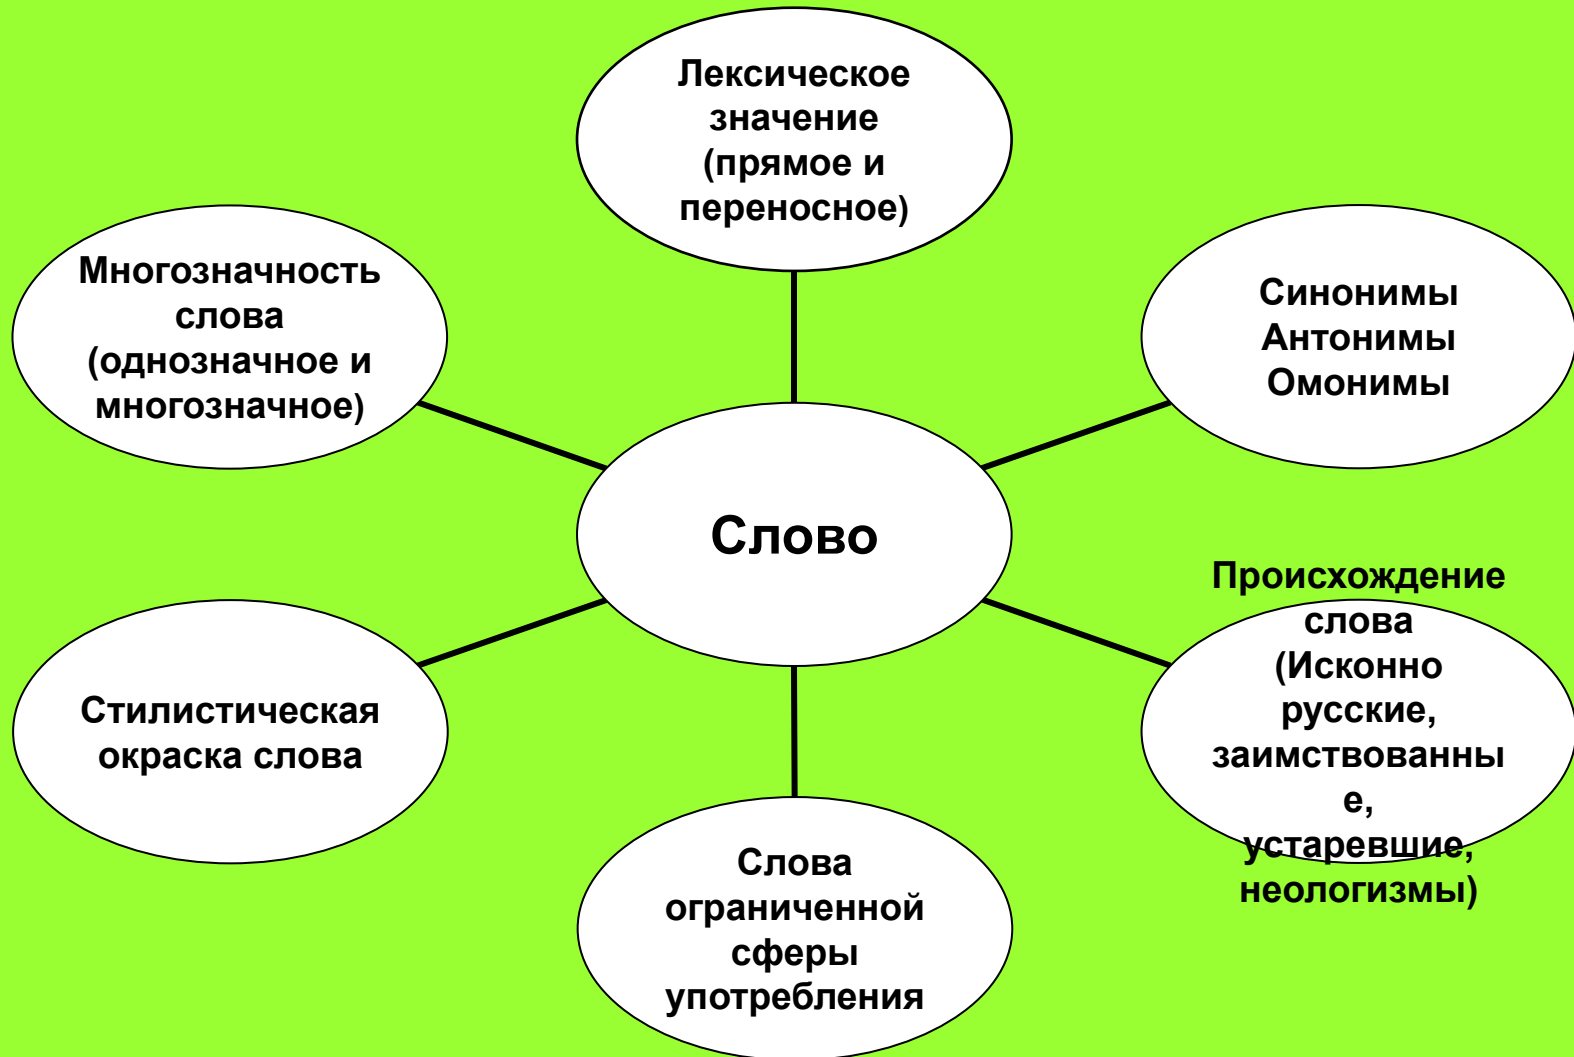 Лексическое
значение
(прямое и
переносное)
Многозначность
слова
(однозначное и
многозначное)
Синонимы
Антонимы
Омонимы
Слово
Происхождение
слова
(Исконно
русские,
заимствованны
е,
устаревшие,
неологизмы)
Стилистическая
окраска слова
Слова
ограниченной
сферы
употребления